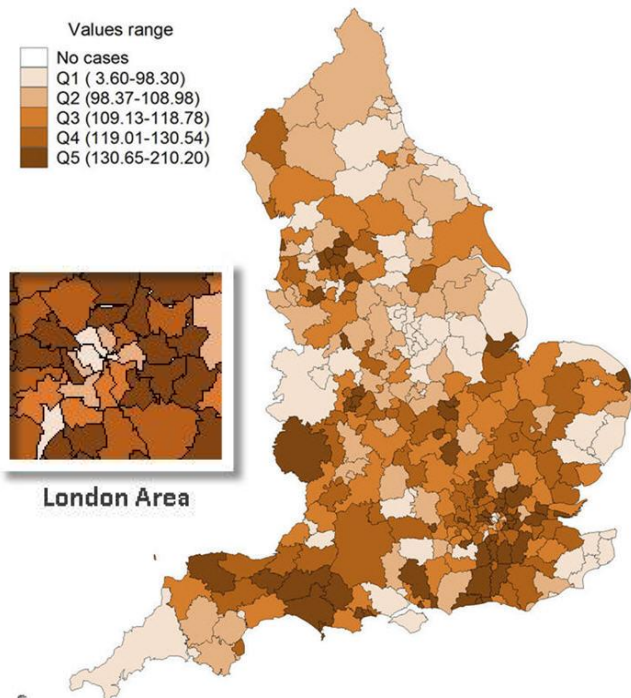 Values range
No cases
Q1 ( 3.60-98.30)
Q2 (98.37-108.98)
Q3 (109.13-118.78)
Q4 (119.01-130.54)
Q5 (130.65-210.20)
London Area